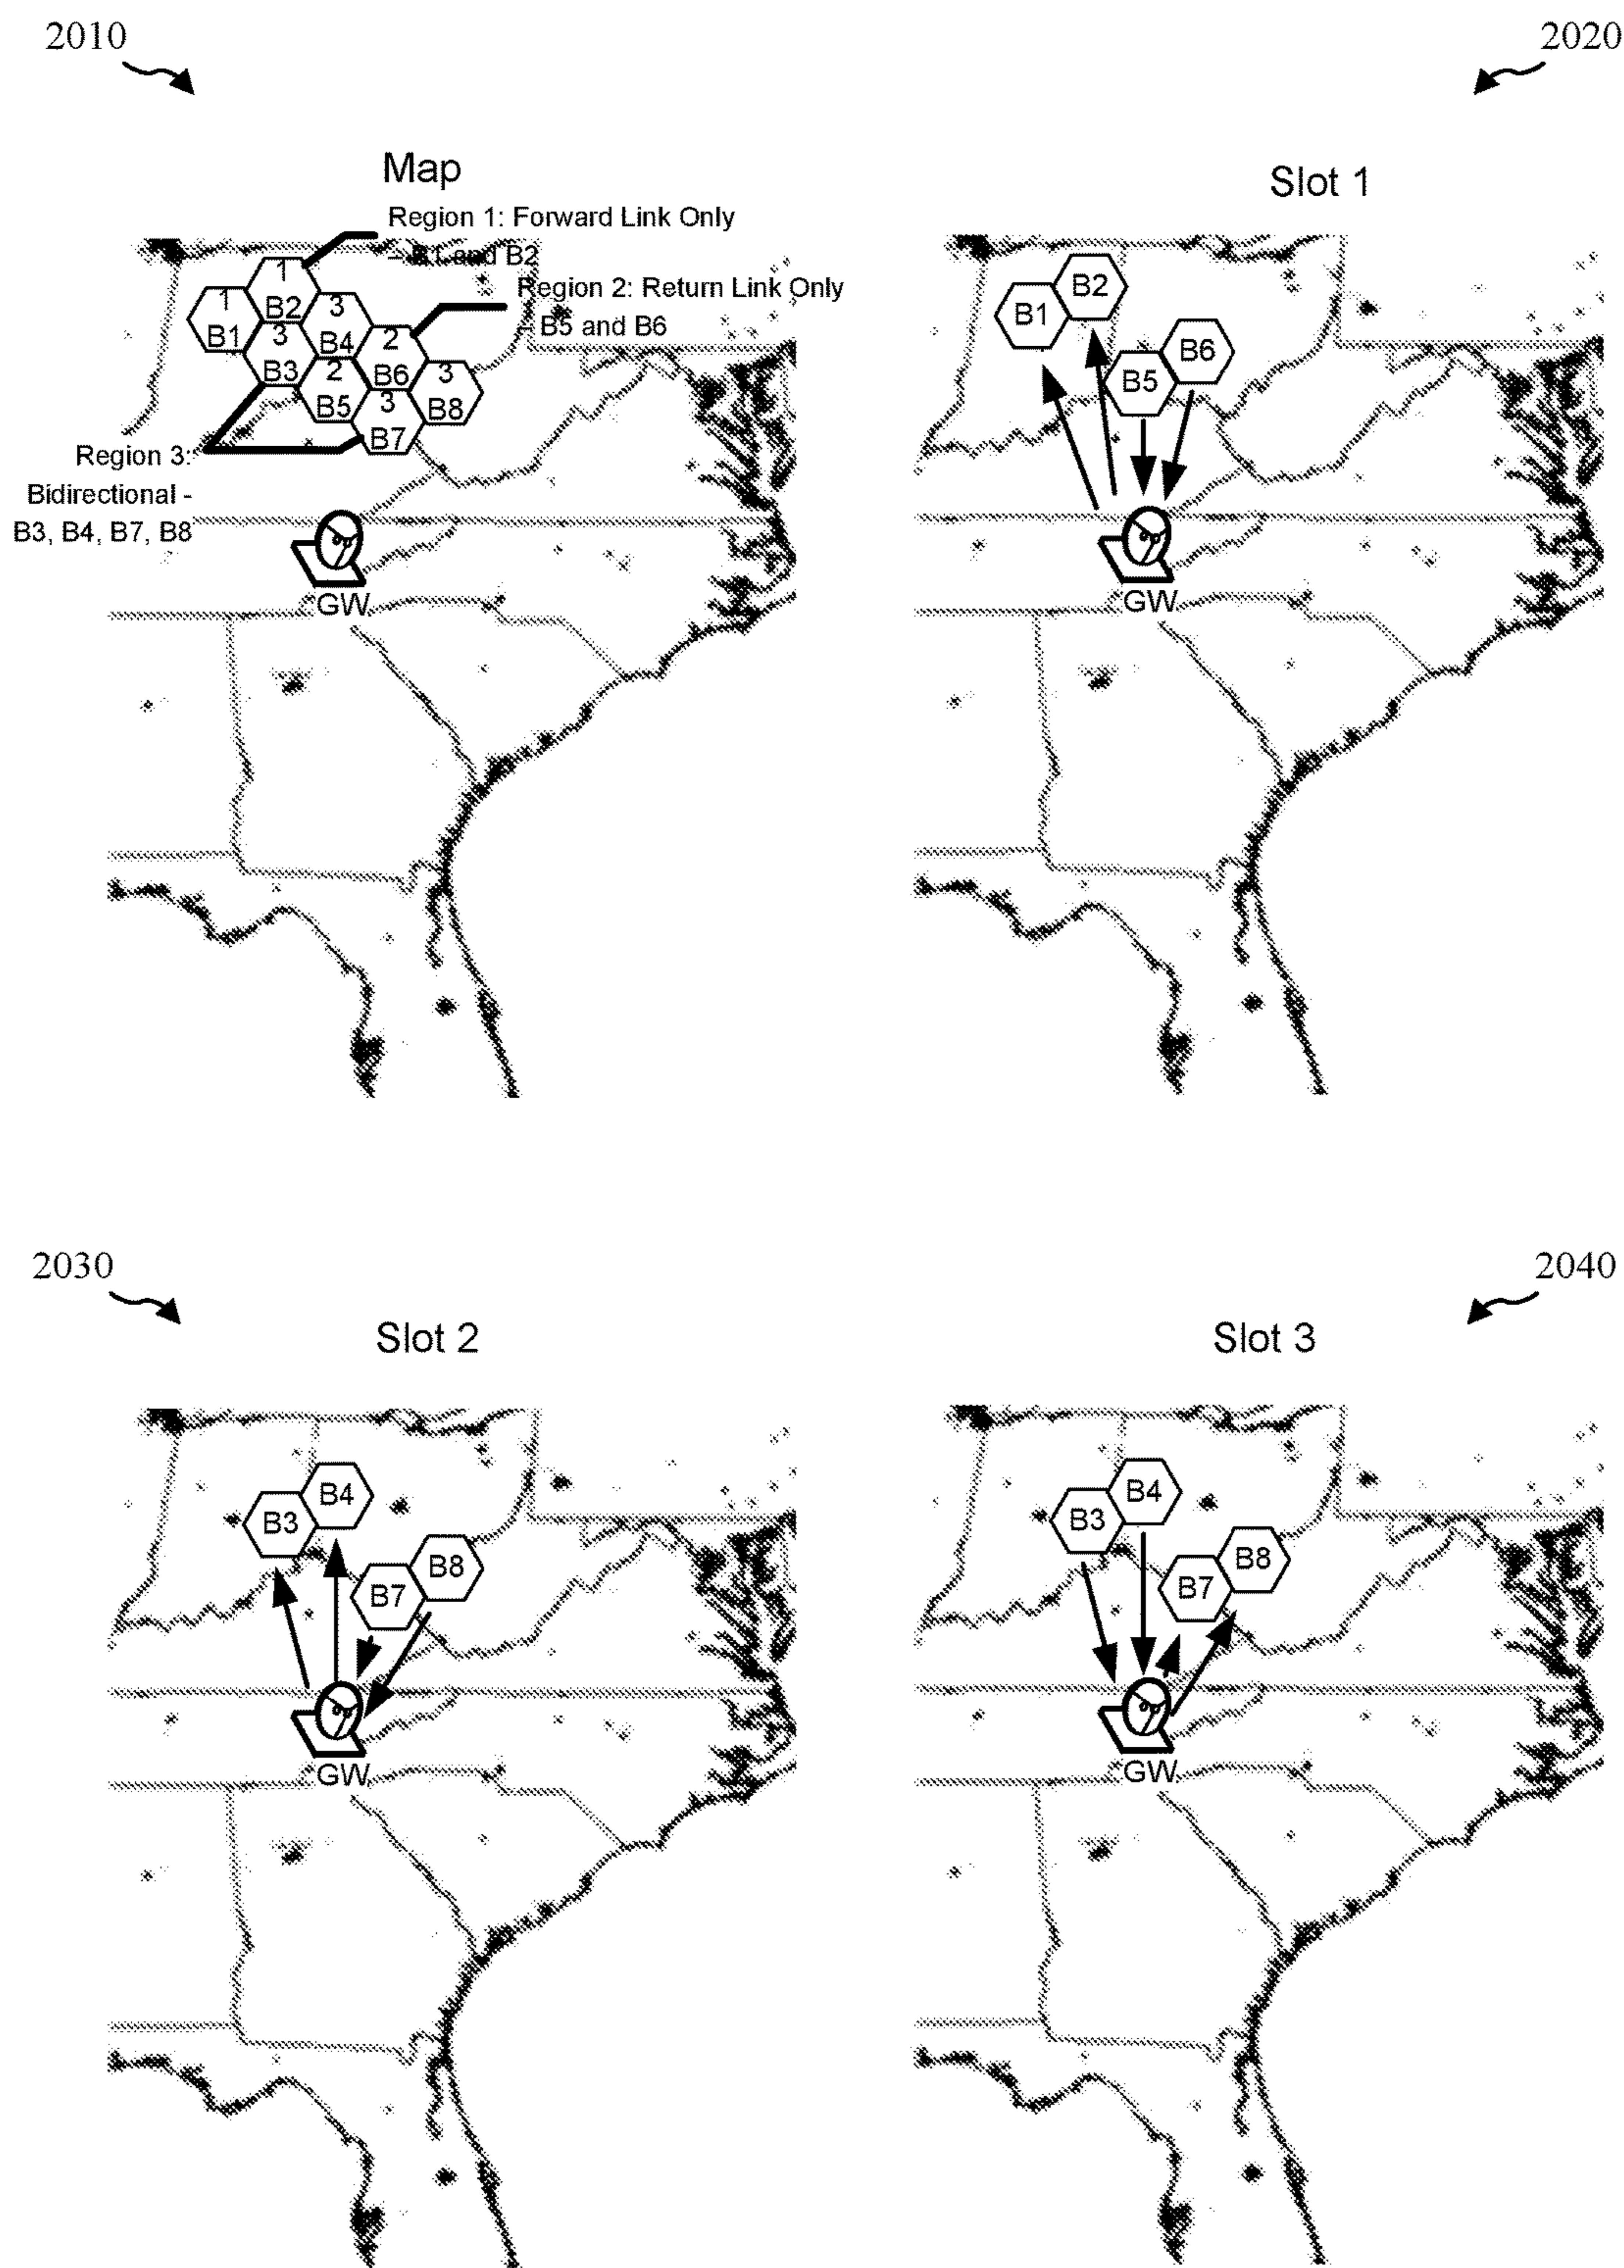 2010
2020
Map
Region 1: Forward Link Only
– B1 and B2
Region 2: Return Link Only
– B5 and B6
1
1
B2
3
B1
3
B4
2
B3
2
B6
3
B5
3
B8
B7
Region 3:
Bidirectional -
B3, B4, B7, B8
GW
Slot 1
B2
B1
B6
B5
GW
2030
2040
Slot 2
B4
B3
B8
B7
GW
Slot 3
B4
B3
B8
B7
GW